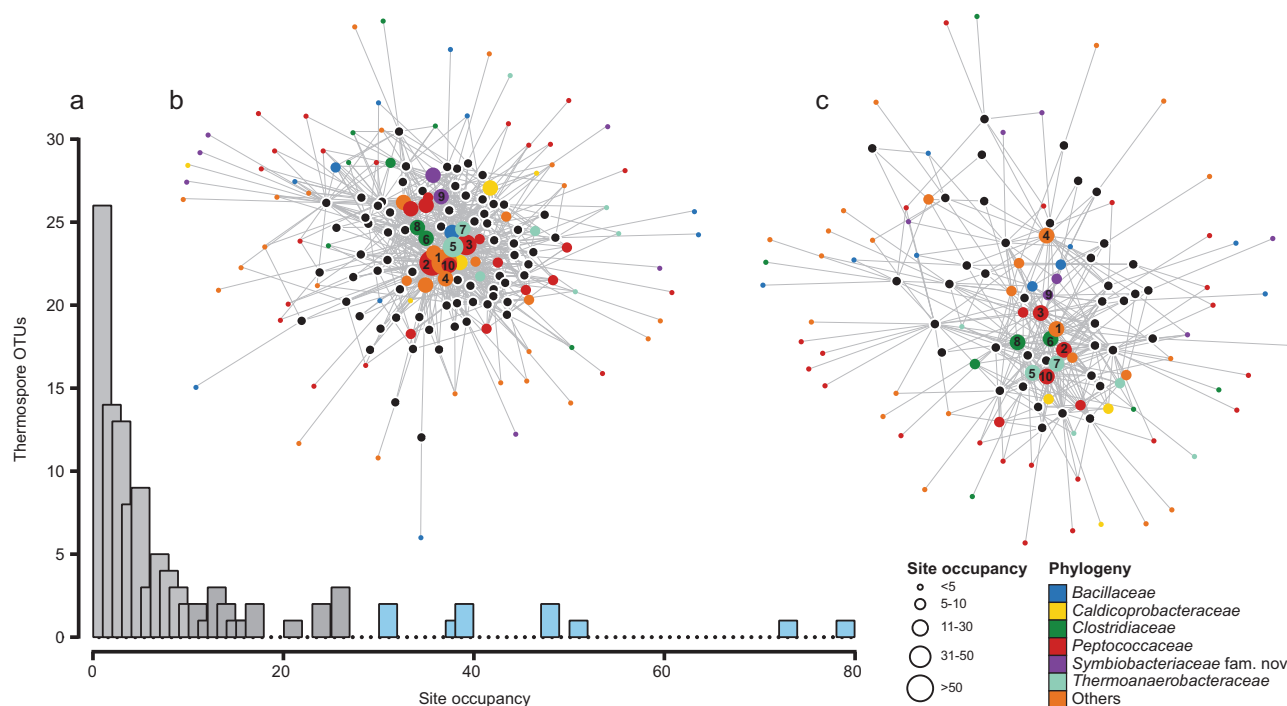 a
b
c
30
25
20
15
10
5
0
Thermospore OTUs
0
20
40
60
80
Site occupancy
9
8
7
6
5
3
1
2
10
4
4
9
3
1
8
6
2
7
5
10
Site occupancy
<5
5-10
11-30
31-50
>50
Phylogeny
Bacillaceae
Caldicoprobacteraceae
Clostridiaceae
Peptococcaceae
Symbiobacteriaceae fam. nov
Thermoanaerobacteraceae
Others